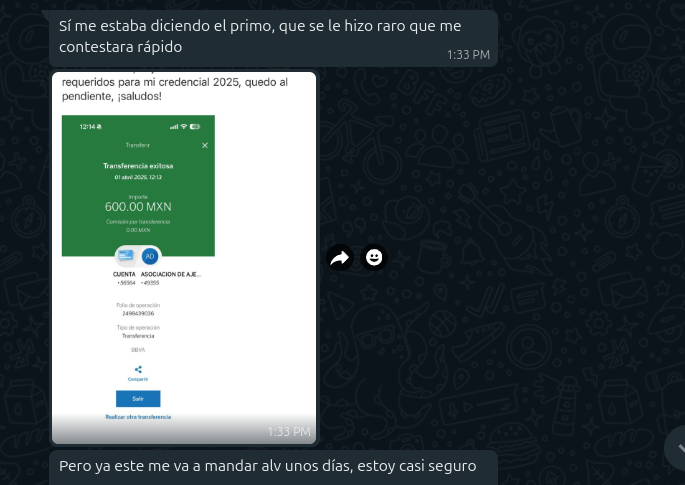 Sí me estaba diciendo el primo, que se le hizo raro que me
contestara rápido
1:33 PM
requeridos para mi credencial 2025, quedo al
pendiente, ¡saludos!
12:14
Transferir
Transferencia exitosa
01 abril 2025, 12:13
Importe
600.00 MXN
Comisión por transferencia
0.00 MXN
AD
CUENTA ASOCIACION DE AJE...
•56564 •49355
Folio de operación
2498439036
Tipo de operación
Transferencia
BBVA
Compartir
Salir
Realizar otra transferencia
1:33 PM
Pero ya este me va a mandar alv unos días, estoy casi seguro